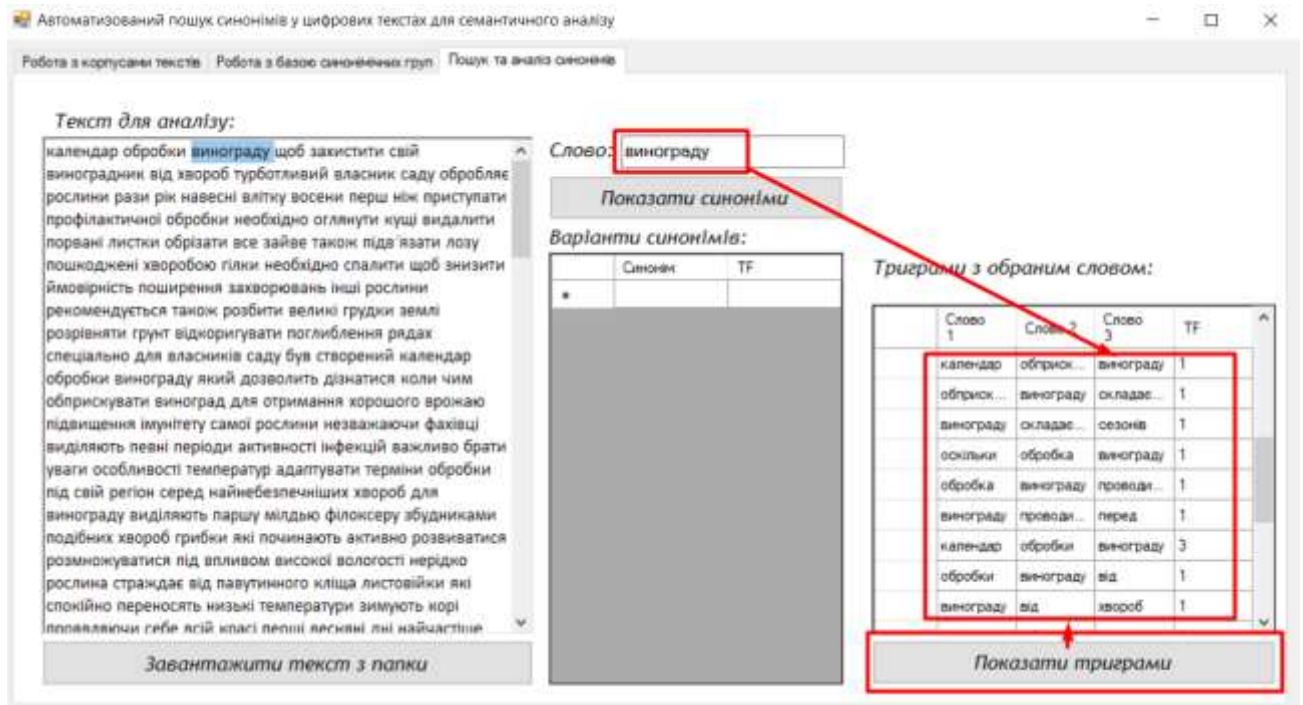 Автоматизований пошук синонімів у цифрових текстах для семантичного аналізу
Робота з корпусами текстів Робота з базою синонімічних груп Пошук та аналіз синонімів
Текст для аналізу:
календар обробки винограду щоб захистити свій
виноградник від хвороб турботливий власник саду обробляє
рослини рази рік навесні влітку восени перш ніж приступати
профілактичної обробки необхідно оглянути кущі видалити
порвані листки обрізати все зайве також підв'язати лозу
пошкоджені хворобою гілки необхідно спалити щоб знизити
ймовірність поширення захворювань інші рослини
рекомендується також розбити великі грудки землі
розрівняти грунт відкоригувати поглиблення рядах
спеціально для власників саду був створений календар
обробки винограду який дозволить дізнатися коли чим
обприскувати виноград для отримання хорошого врожаю
підвищення імунітету самої рослини незважаючи фахівці
виділяють певні періоди активності інфекцій важливо брати
уваги особливості температур адаптувати терміни обробки
під свій регіон серед найнебезпечніших хвороб для
винограду виділяють паршу мілдью філоксеру збудниками
подібних хвороб грибки які починають активно розвиватися
розмножуватися під впливом високої вологості нерідко
рослина страждає від павутинного кліща листовійки які
спокійно переносять низькі температури зимують корі
проявляючи себе всій красі перші весняні дні найчастіше
Завантажити текст з папки
Слово: винограду
Показати синоніми
Варіанти синонімів:
Синонім TF
*
Триграми з обраним словом:
Слово 1 Слово 2 Слово 3 TF
календар обприск... винограду 1
обприск... винограду складає... 1
винограду складає... сезонів 1
оскільки обробка винограду 1
обробка винограду проводи... 1
винограду проводи... перед 1
календар обробки винограду 3
обробки винограду від 1
винограду від хвороб 1
Показати триграми